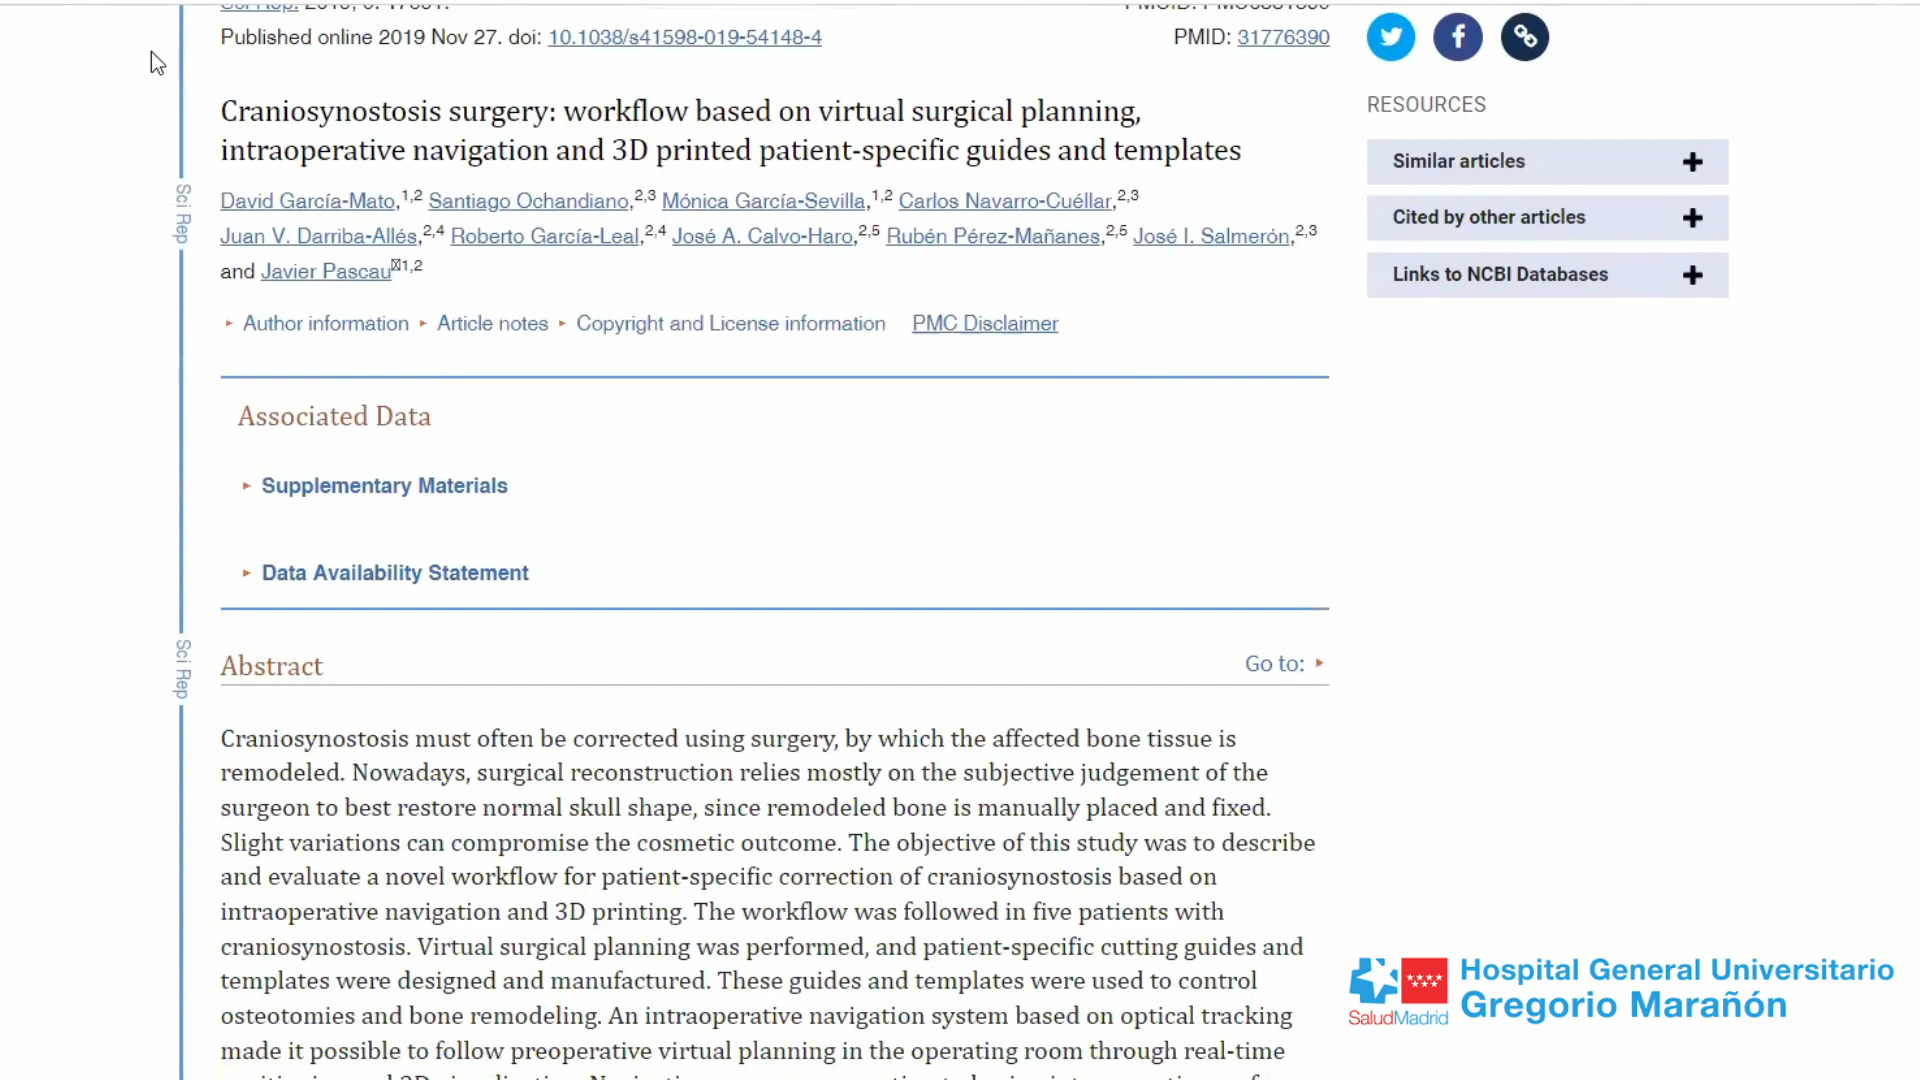 Published online 2019 Nov 27. doi: 10.1038/s41598-019-54148-4
PMID: 31776390
Craniosynostosis surgery: workflow based on virtual surgical planning,
intraoperative navigation and 3D printed patient-specific guides and templates
David García-Mato,1,2 Santiago Ochandiano,2,3 Mónica García-Sevilla,1,2 Carlos Navarro-Cuéllar,2,3
Juan V. Darriba-Allés,2,4 Roberto García-Leal,2,4 José A. Calvo-Haro,2,5 Rubén Pérez-Mañanes,2,5 José I. Salmerón,2,3
and Javier Pascau1,2
Author information Article notes Copyright and License information PMC Disclaimer
Associated Data
Supplementary Materials
Data Availability Statement
Abstract
Go to:
Craniosynostosis must often be corrected using surgery, by which the affected bone tissue is
remodeled. Nowadays, surgical reconstruction relies mostly on the subjective judgement of the
surgeon to best restore normal skull shape, since remodeled bone is manually placed and fixed.
Slight variations can compromise the cosmetic outcome. The objective of this study was to describe
and evaluate a novel workflow for patient-specific correction of craniosynostosis based on
intraoperative navigation and 3D printing. The workflow was followed in five patients with
craniosynostosis. Virtual surgical planning was performed, and patient-specific cutting guides and
templates were designed and manufactured. These guides and templates were used to control
osteotomies and bone remodeling. An intraoperative navigation system based on optical tracking
made it possible to follow preoperative virtual planning in the operating room through real-time
Sci Rep
Sci Rep
RESOURCES
Similar articles
Cited by other articles
Links to NCBI Databases
SaludMadrid
Hospital General Universitario
Gregorio Marañón